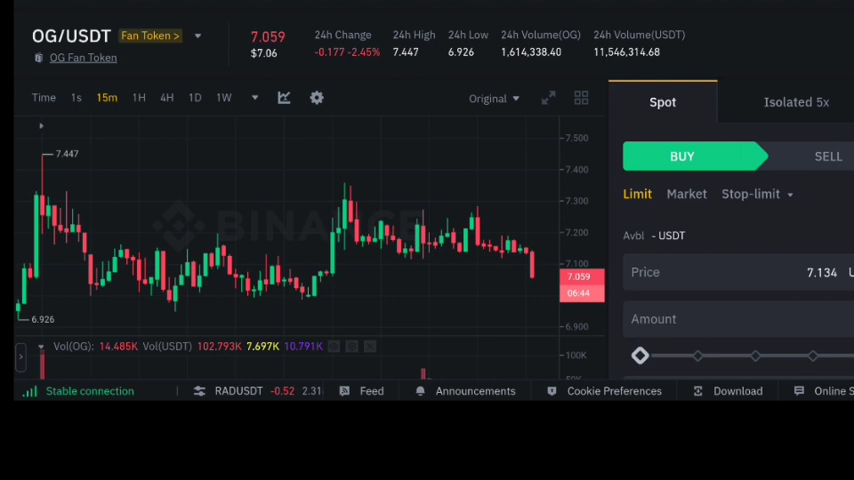 OG/USDT Fan Token >
OG Fan Token
7.059
$7.06
24h Change
-0.177 -2.45%
24h High
7.447
24h Low
6.926
24h Volume(OG)
1,614,338.40
24h Volume(USDT)
11,546,314.68
Time 1s 15m 1H 4H 1D 1W
Original
7.500
7.447
7.400
7.300
7.200
7.100
7.059
06:44
6.926
6.900
BINANCE
Vol(OG): 14.485K Vol(USDT) 102.793K 7.697K 10.791K
100K
50K
Spot
Isolated 5x
BUY
SELL
Limit Market Stop-limit
Avbl - USDT
Price 7.134 U
Amount
Stable connection
RADUSDT -0.52 2.31
Feed
Announcements
Cookie Preferences
Download
Online S